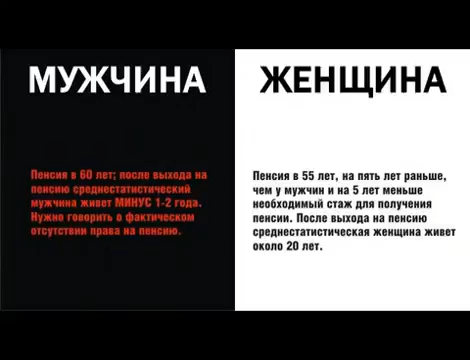 МУЖЧИНА
Пенсия в 60 лет; после выхода на
пенсию среднестатистический
мужчина живет МИНУС 1-2 года.
Нужно говорить о фактическом
отсутствии права на пенсию.
ЖЕНЩИНА
Пенсия в 55 лет, на пять лет раньше,
чем у мужчин и на 5 лет меньше
необходимый стаж для получения
пенсии. После выхода на пенсию
среднестатистическая женщина живет
около 20 лет.